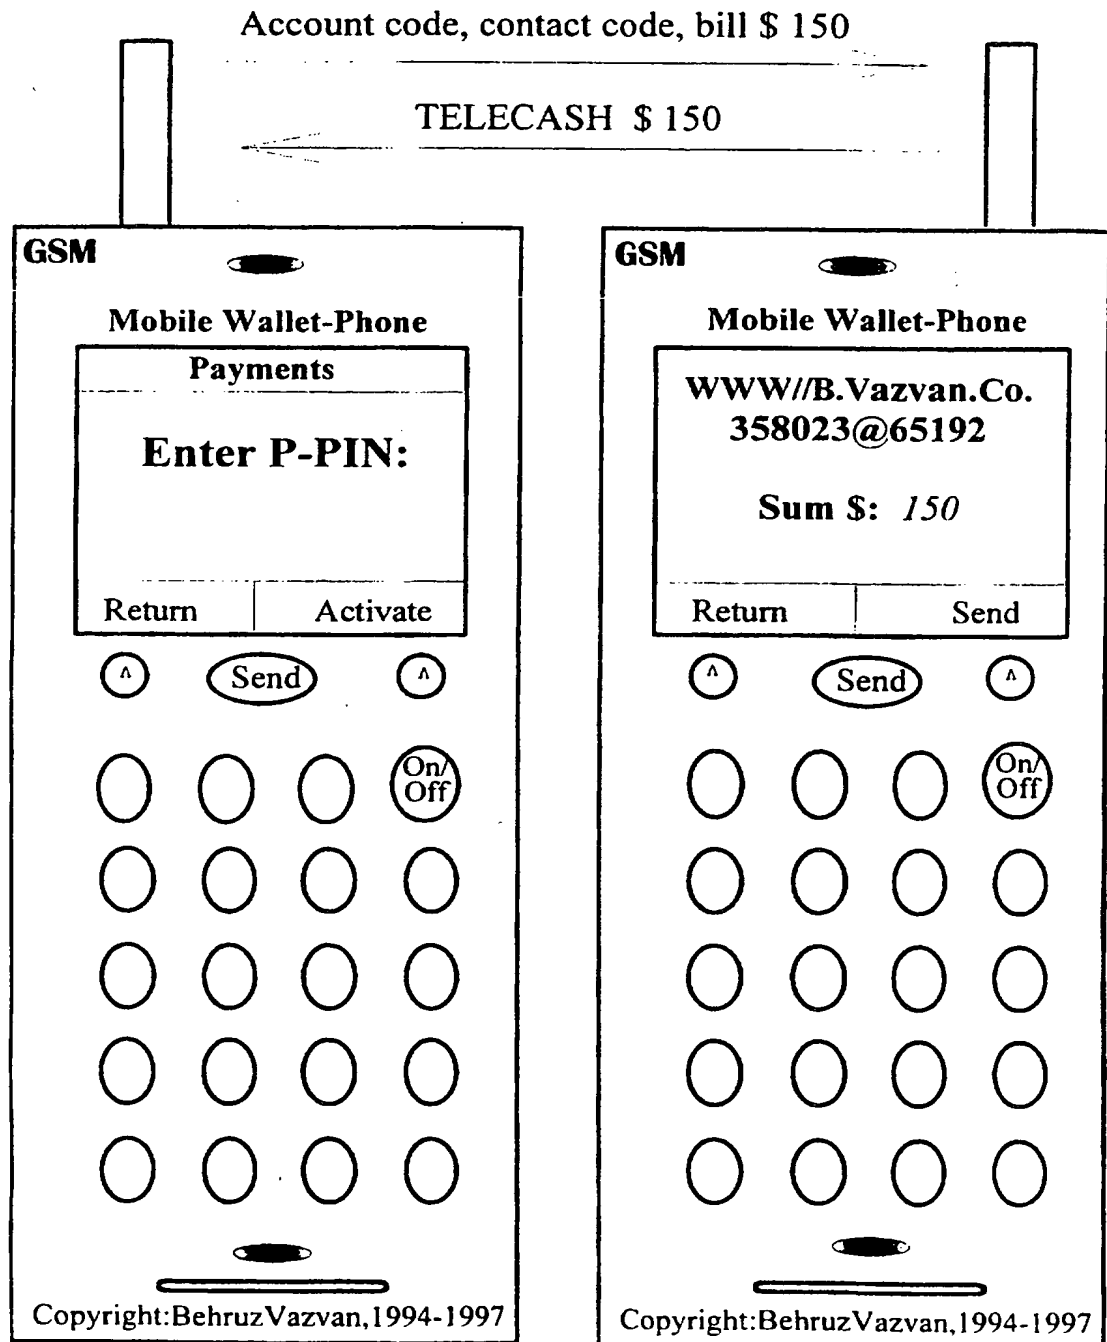 Account code, contact code, bill $ 150
TELECASH $ 150
GSM
Mobile Wallet-Phone
Payments
Enter P-PIN:
Return Activate
^ Send ^
On/
Off
Copyright:BehruzVazvan,1994-1997
GSM
Mobile Wallet-Phone
WWW//B.Vazvan.Co.
358023@65192
Sum $: 150
Return Send
^ Send ^
On/
Off
Copyright:BehruzVazvan,1994-1997